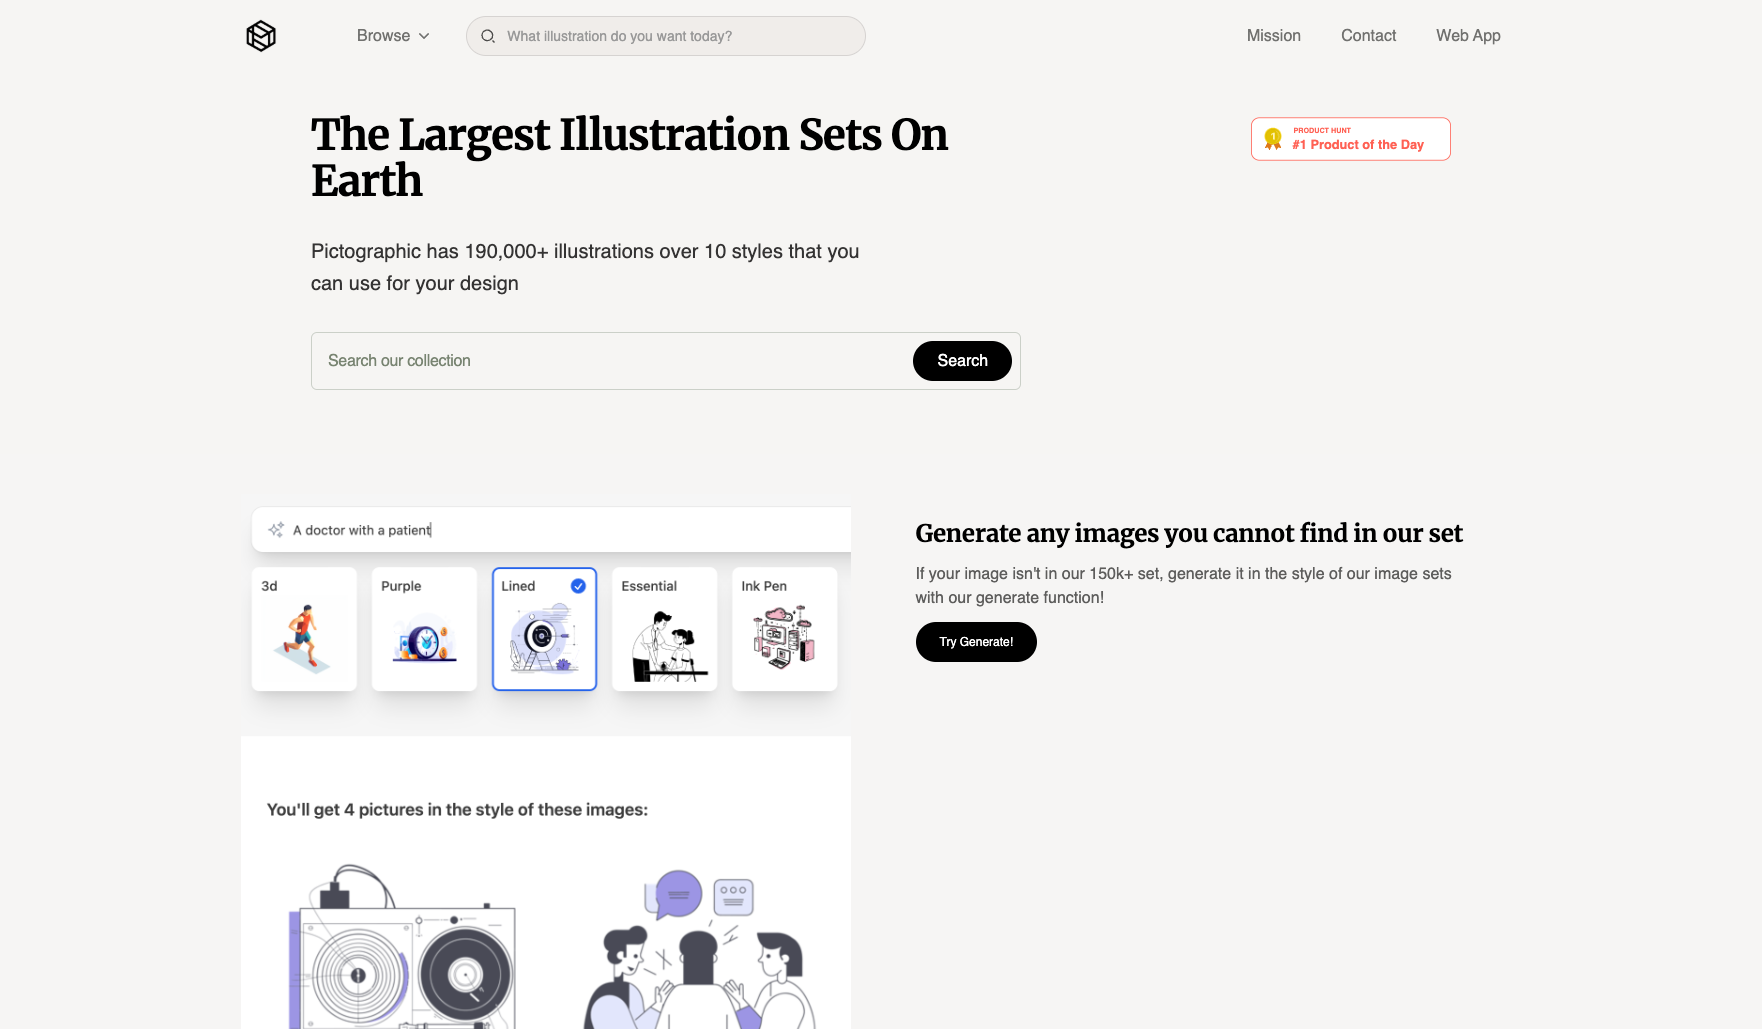 Browse
What illustration do you want today?
Mission
Contact
Web App
The Largest Illustration Sets On
Earth
PRODUCT HUNT
#1 Product of the Day
1
Pictographic has 190,000+ illustrations over 10 styles that you
can use for your design
Search our collection
Search
A doctor with a patient
3d
Purple
Lined
Essential
Ink Pen
Generate any images you cannot find in our set
If your image isn't in our 150k+ set, generate it in the style of our image sets
with our generate function!
Try Generate!
You'll get 4 pictures in the style of these images: